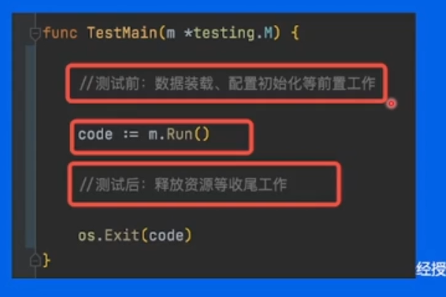 func TestMain(m *testing.M) {
//测试前：数据装载、配置初始化等前置工作
code := m.Run()
//测试后：释放资源等收尾工作
os.Exit(code)
}
经授